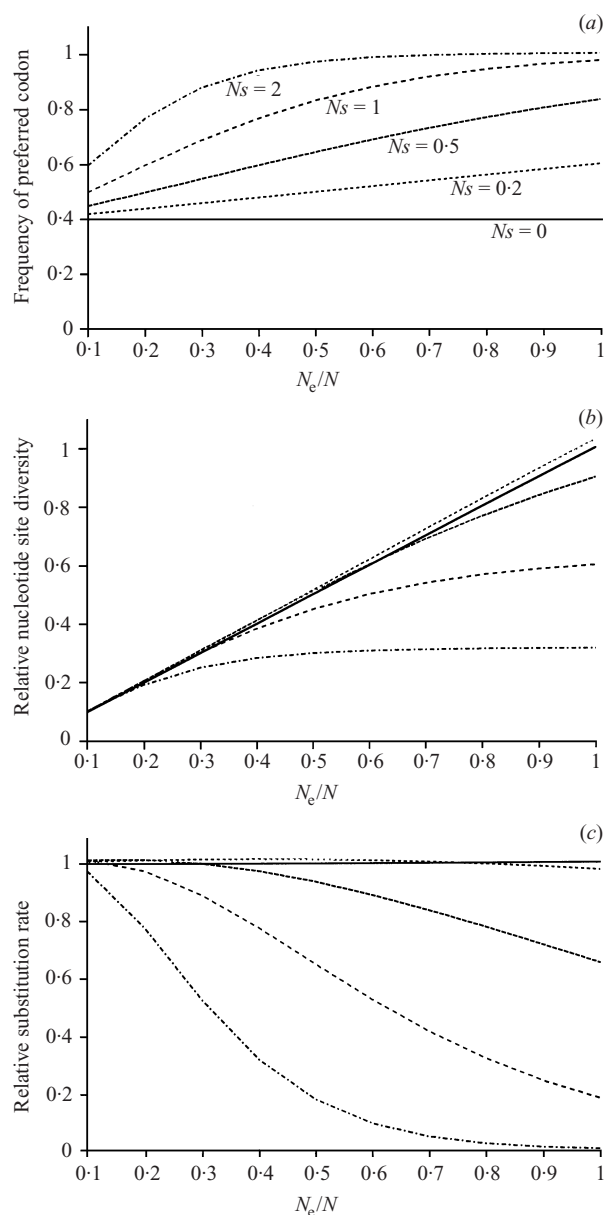 (a)
Frequency of preferred codon
1
0·8
0·6
0·4
0·2
0
Ns = 2
Ns = 1
Ns = 0·5
Ns = 0·2
Ns = 0
0·1 0·2 0·3 0·4 0·5 0·6 0·7 0·8 0·9 1
Ne/N
(b)
Relative nucleotide site diversity
1
0·8
0·6
0·4
0·2
0
0·1 0·2 0·3 0·4 0·5 0·6 0·7 0·8 0·9 1
Ne/N
(c)
Relative substitution rate
1
0·8
0·6
0·4
0·2
0
0·1 0·2 0·3 0·4 0·5 0·6 0·7 0·8 0·9 1
Ne/N